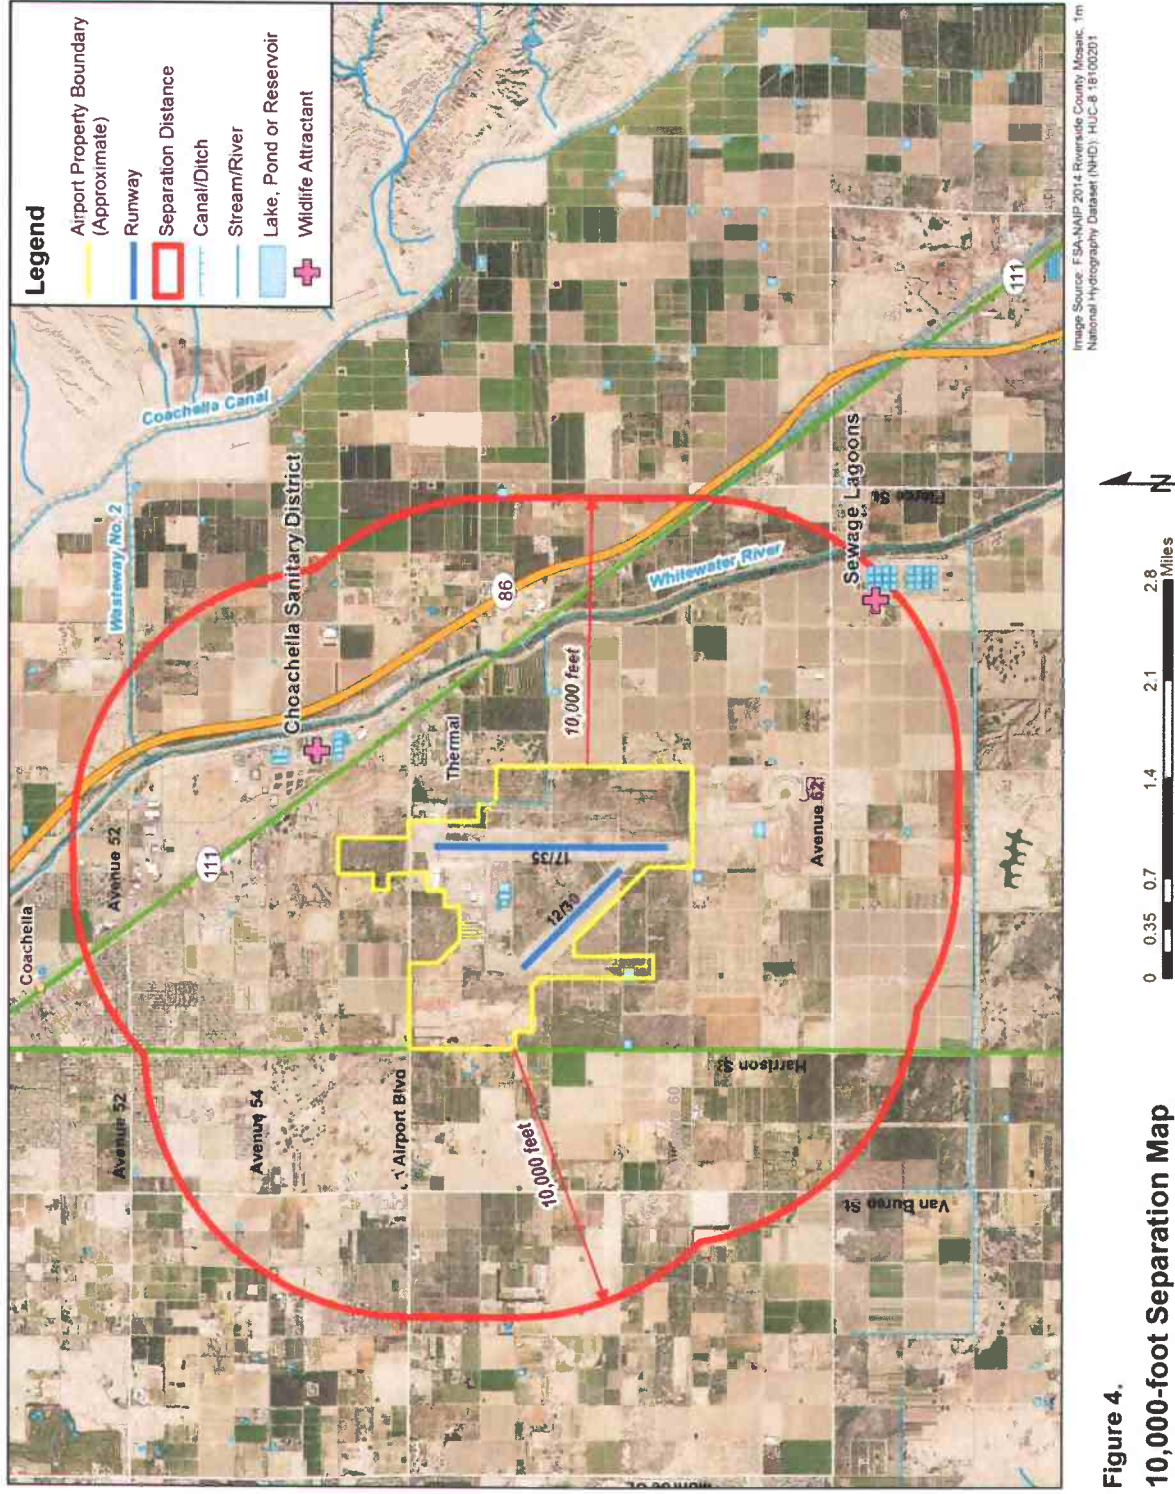 Legend
Airport Property Boundary
(Approximate)
Runway
Separation Distance
Canal/Ditch
Stream/River
Lake, Pond or Reservoir
Wildlife Attractant
Coachella
Avenue 52
Wasteway No. 2
Coachella Canal
111
Choachella Sanitary District
Avenue 52
Avenue 54
Airport Blvd
Thermal
86
17/35
12/30
10,000 feet
10,000 feet
Whitewater River
Harrison St
60
Avenue 62
Sewage Lagoons
Pierce St
Van Buren St
111
Image Source: FSA-NAIP 2014 Riverside County Mosaic, 1m
National Hydrography Dataset (NHD): HUC-8 18100201
Figure 4.
10,000-foot Separation Map
0 0.35 0.7 1.4 2.1 2.8
Miles
N